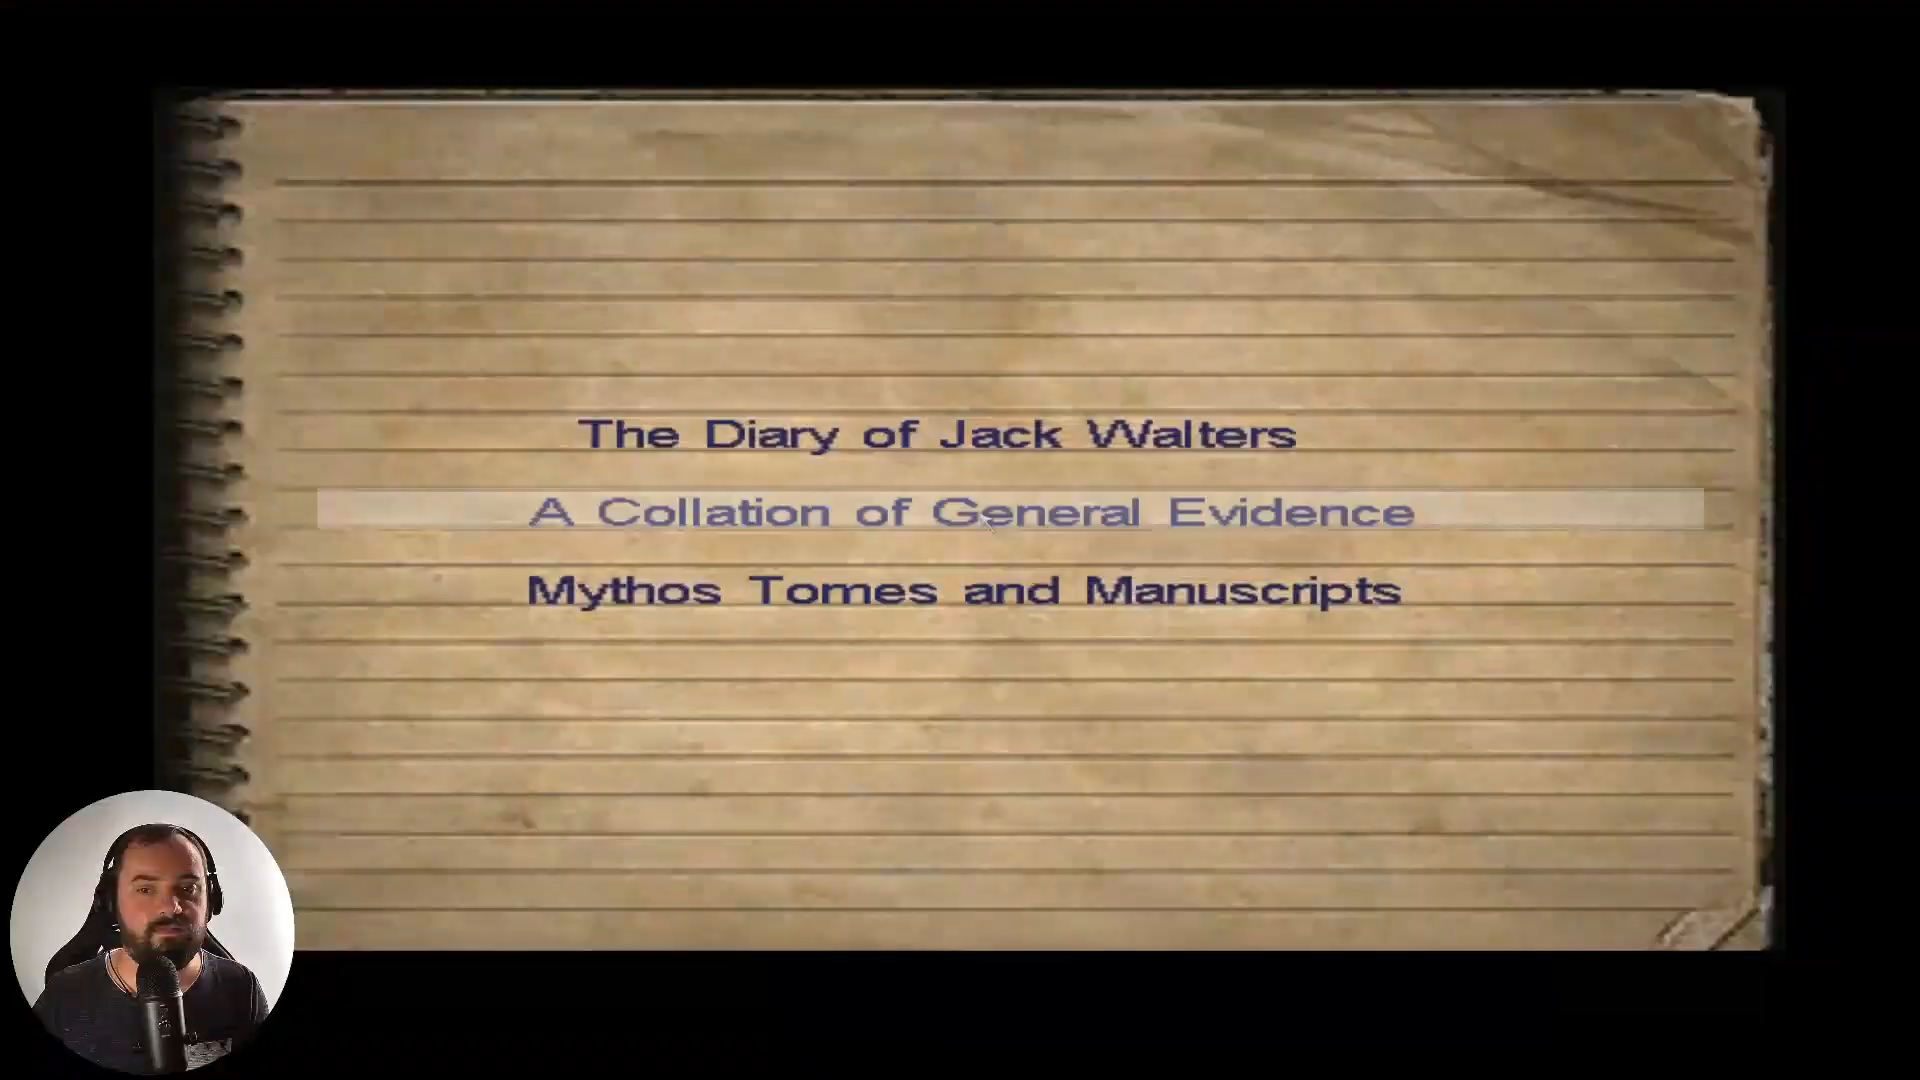 The Diary of Jack Walters
A Collation of General Evidence
Mythos Tomes and Manuscripts